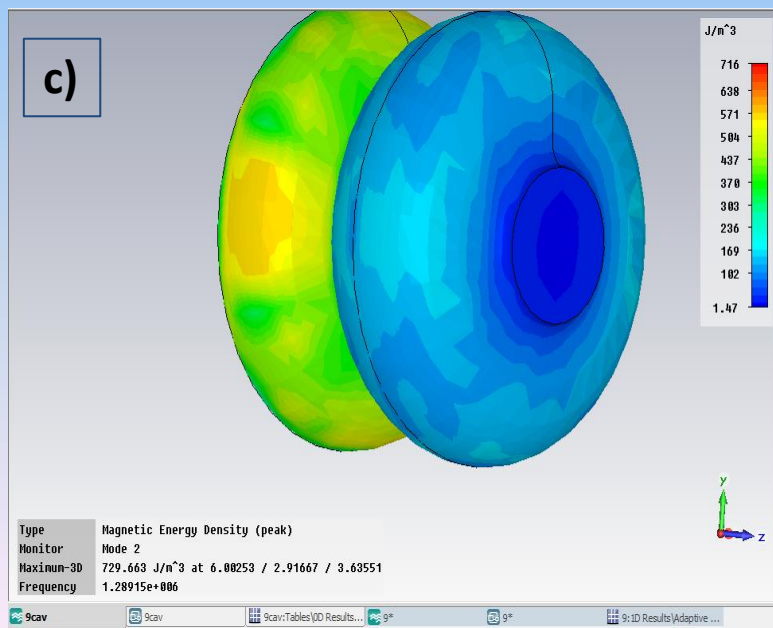 c)
J/m^3
716
638
571
504
437
370
303
236
169
102
1.47
y
z
Type Magnetic Energy Density (peak)
Monitor Mode 2
Maximum-3D 729.663 J/m^3 at 6.00253 / 2.91667 / 3.63551
Frequency 1.28915e+006
9cav 9cav 9cav:Tables\0D Results... 9* 9* 9:1D Results\Adaptive ...